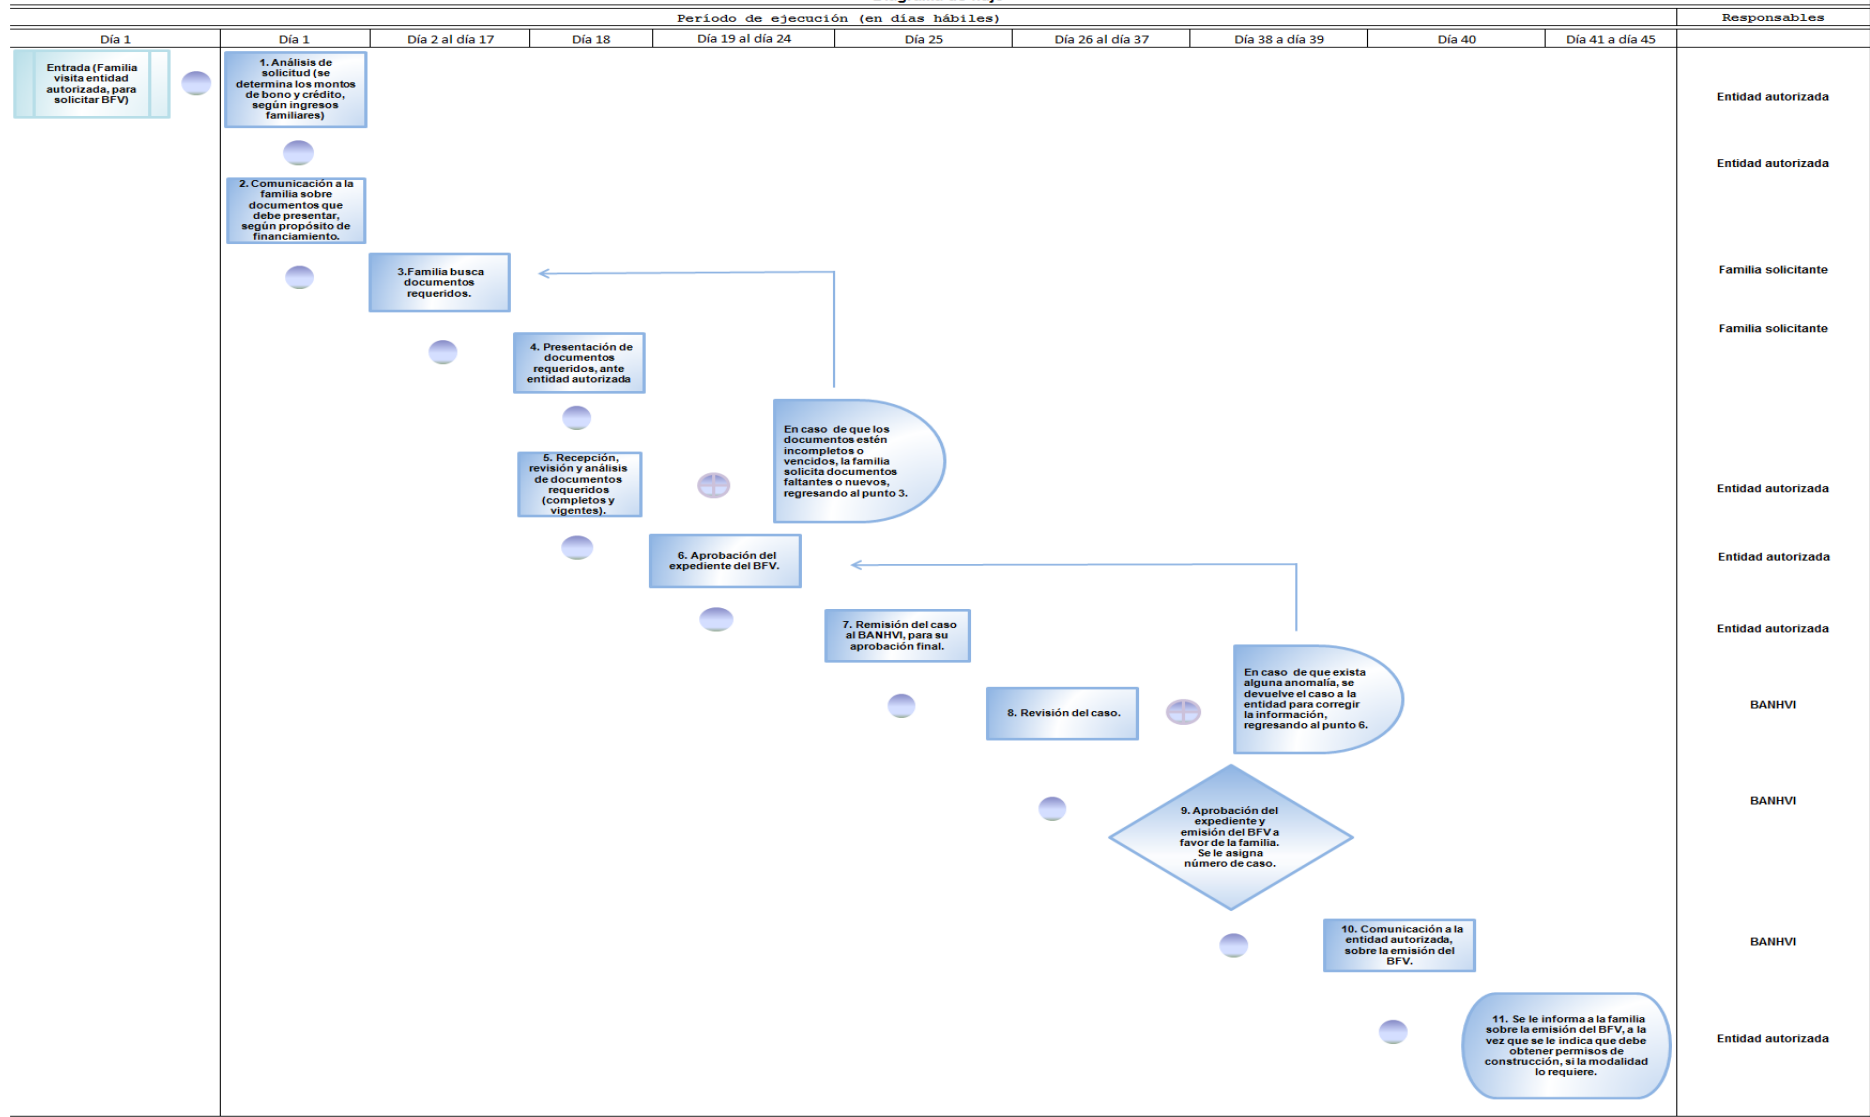 Período de ejecución (en días hábiles)
Responsables
Día 1
Día 1
Día 2 al día 17
Día 18
Día 19 al día 24
Día 25
Día 26 al día 37
Día 38 a día 39
Día 40
Día 41 a día 45
Entrada (Familia
visita entidad
autorizada, para
solicitar BFV)
1. Análisis de
solicitud (se
determina los montos
de bono y crédito,
según ingresos
familiares)
Entidad autorizada
2. Comunicación a la
familia sobre
documentos que
debe presentar,
según propósito de
financiamiento.
Entidad autorizada
3.Familia busca
documentos
requeridos.
Familia solicitante
4. Presentación de
documentos
requeridos, ante
entidad autorizada
Familia solicitante
5. Recepción,
revisión y análisis
de documentos
requeridos
(completos y
vigentes).
En caso de que los
documentos estén
incompletos o
vencidos, la familia
solicita documentos
faltantes o nuevos,
regresando al punto 3.
Entidad autorizada
6. Aprobación del
expediente del BFV.
Entidad autorizada
7. Remisión del caso
al BANHVI, para su
aprobación final.
Entidad autorizada
8. Revisión del caso.
En caso de que exista
alguna anomalía, se
devuelve el caso a la
entidad para corregir
la información,
regresando al punto 6.
BANHVI
9. Aprobación del
expediente y
emisión del BFV a
favor de la familia.
Se le asigna
número de caso.
BANHVI
10. Comunicación a la
entidad autorizada,
sobre la emisión del
BFV.
BANHVI
11. Se le informa a la familia
sobre la emisión del BFV, a la
vez que se le indica que debe
obtener permisos de
construcción, si la modalidad
lo requiere.
Entidad autorizada